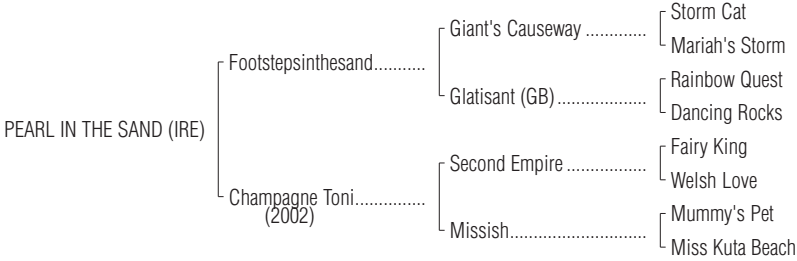 Storm Cat
Giant's Causeway .............
Mariah's Storm
Footstepsinthesand...........
Rainbow Quest
Glatisant (GB)...................
Dancing Rocks
PEARL IN THE SAND (IRE)
Fairy King
Second Empire .................
Welsh Love
Champagne Toni...............
(2002)
Mummy's Pet
Missish.............................
Miss Kuta Beach